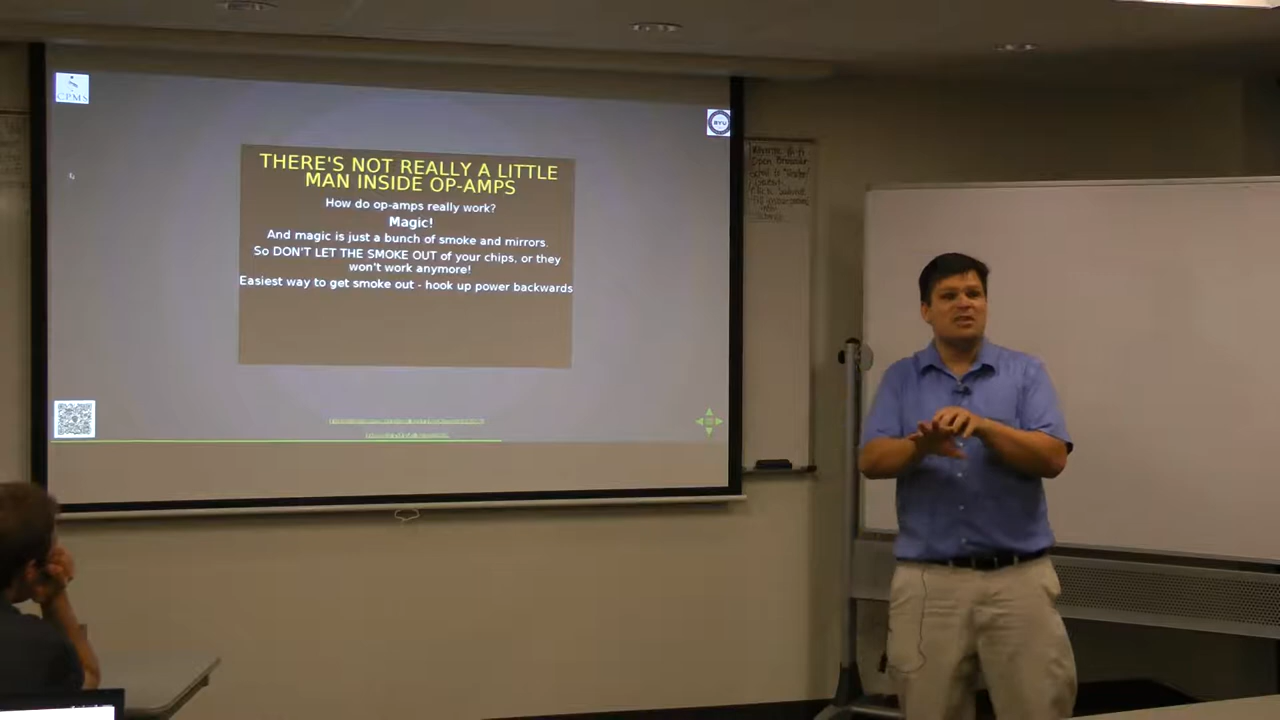 CPMS
BYU
THERE'S NOT REALLY A LITTLE
MAN INSIDE OP-AMPS
How do op-amps really work?
Magic!
And magic is just a bunch of smoke and mirrors.
So DON'T LET THE SMOKE OUT of your chips, or they
won't work anymore!
Easiest way to get smoke out - hook up power backwards
Open Browser